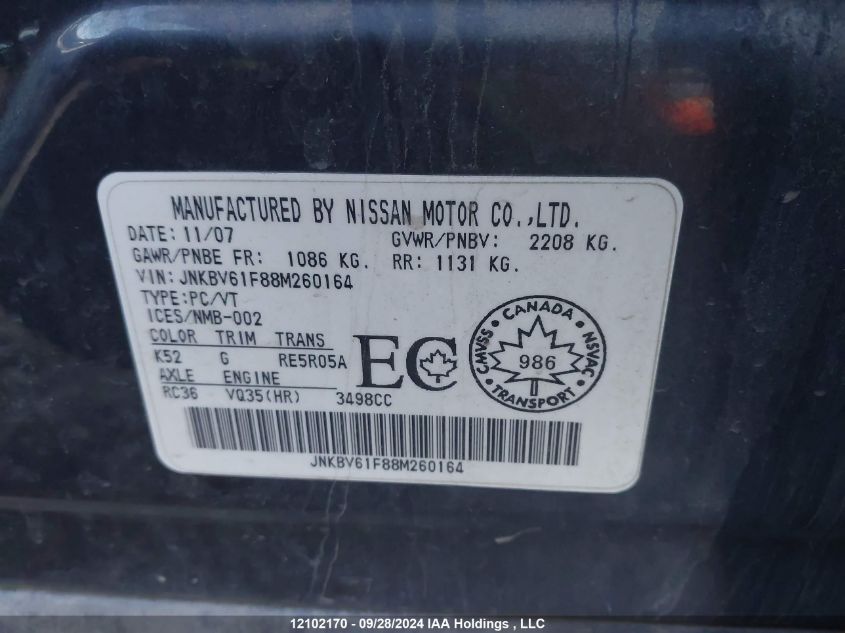 MANUFACTURED BY NISSAN MOTOR CO.,LTD.
DATE: 11/07 GVWR/PNBV: 2208 KG.
GAWR/PNBE FR: 1086 KG. RR: 1131 KG.
VIN: JNKBV61F88M260164
TYPE:PC/VT
ICES/NMB-002
COLOR TRIM TRANS
K52 G RE5R05A
AXLE ENGINE
RC36 VQ35(HR) 3498CC
EC
CANADA
CMVSS 986 NSVAC
TRANSPORT
JNKBV61F88M260164
12102170 - 09/28/2024 IAA Holdings , LLC